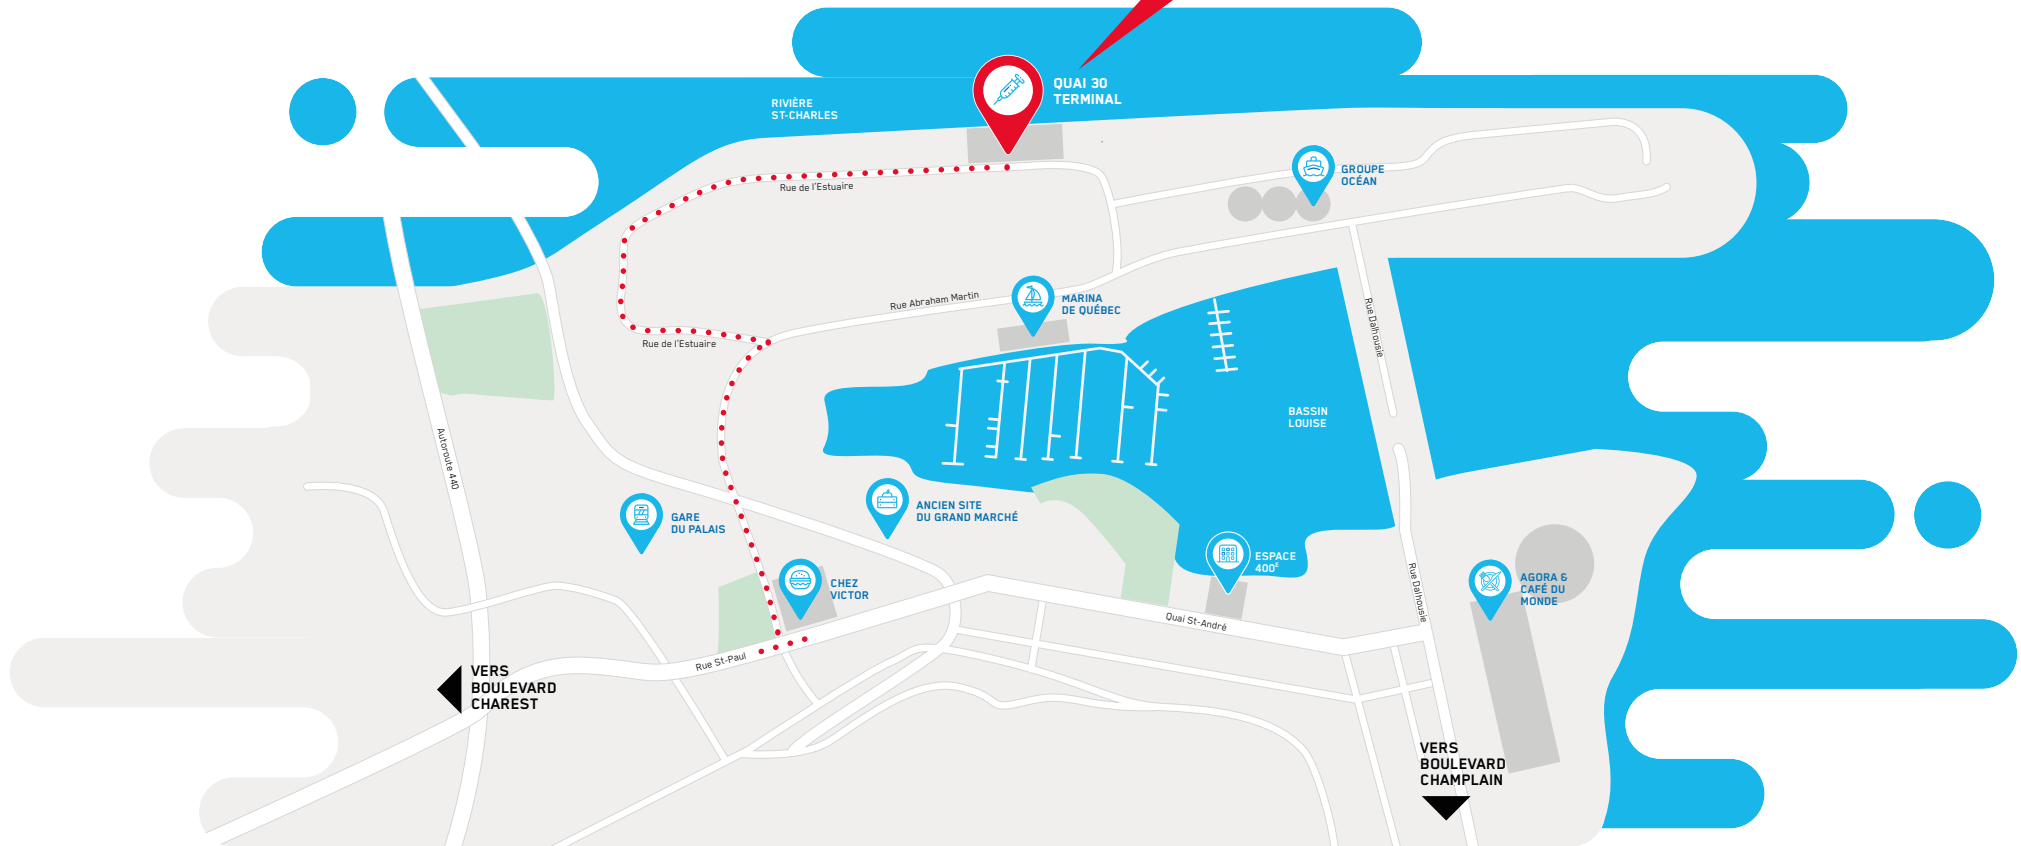 QUAI 30
TERMINAL
RIVIÈRE
ST-CHARLES
GROUPE
OCÉAN
Rue de l'Estuaire
MARINA
DE QUÉBEC
Rue Abraham Martin
Rue Dalhousie
Rue de l'Estuaire
BASSIN
LOUISE
Autoroute 440
ANCIEN SITE
DU GRAND MARCHÉ
GARE
DU PALAIS
ESPACE
400E
CHEZ
VICTOR
AGORA &
CAFÉ DU
MONDE
Rue Dalhousie
Quai St-André
Rue St-Paul
VERS
BOULEVARD
CHAREST
VERS
BOULEVARD
CHAMPLAIN